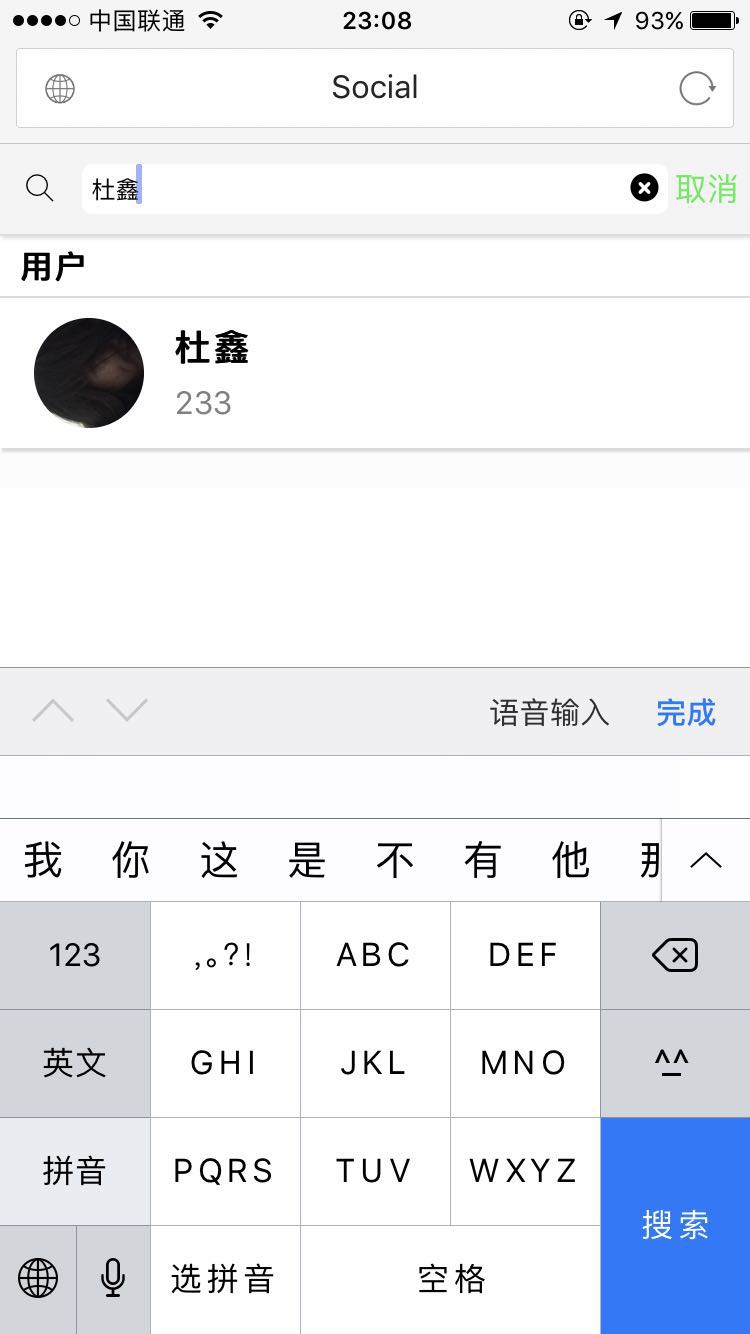 中国联通 23:08 93%
Social
杜鑫 取消
用户
杜鑫
233
语音输入 完成
我 你 这 是 不 有 他
123 ,。?! ABC DEF
英文 GHI JKL MNO ^^
拼音 PQRS TUV WXYZ
搜索
选拼音 空格